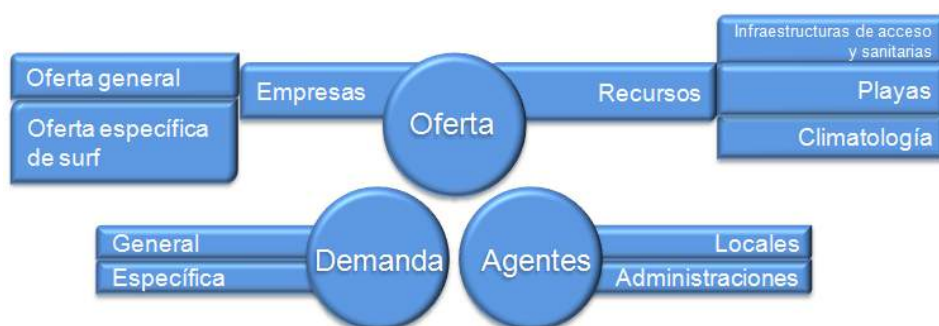 Oferta general
Oferta específica
de surf
Empresas
Oferta
Recursos
Infraestructuras de acceso
y sanitarias
Playas
Climatología
General
Específica
Demanda
Agentes
Locales
Administraciones